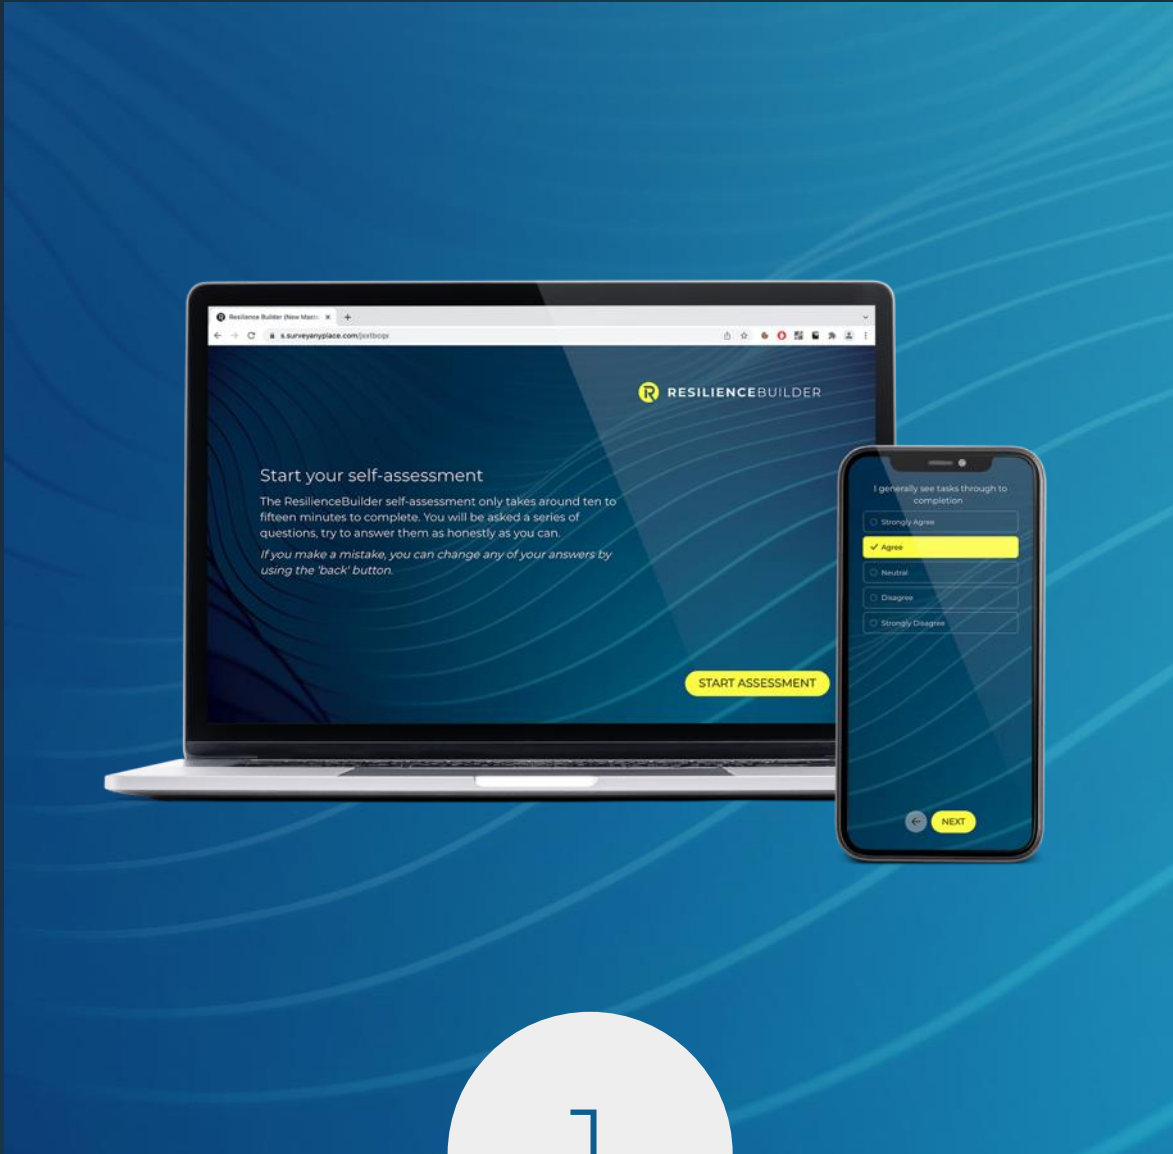 Resilience Builder (New Maste
s.surveyanyplace.com/jxxtbcqx
RESILIENCEBUILDER
Start your self-assessment
The ResilienceBuilder self-assessment only takes around ten to
fifteen minutes to complete. You will be asked a series of
questions, try to answer them as honestly as you can.
If you make a mistake, you can change any of your answers by
using the 'back' button.
START ASSESSMENT
I generally see tasks through to
completion
Strongly Agree
Agree
Neutral
Disagree
Strongly Disagree
NEXT
1